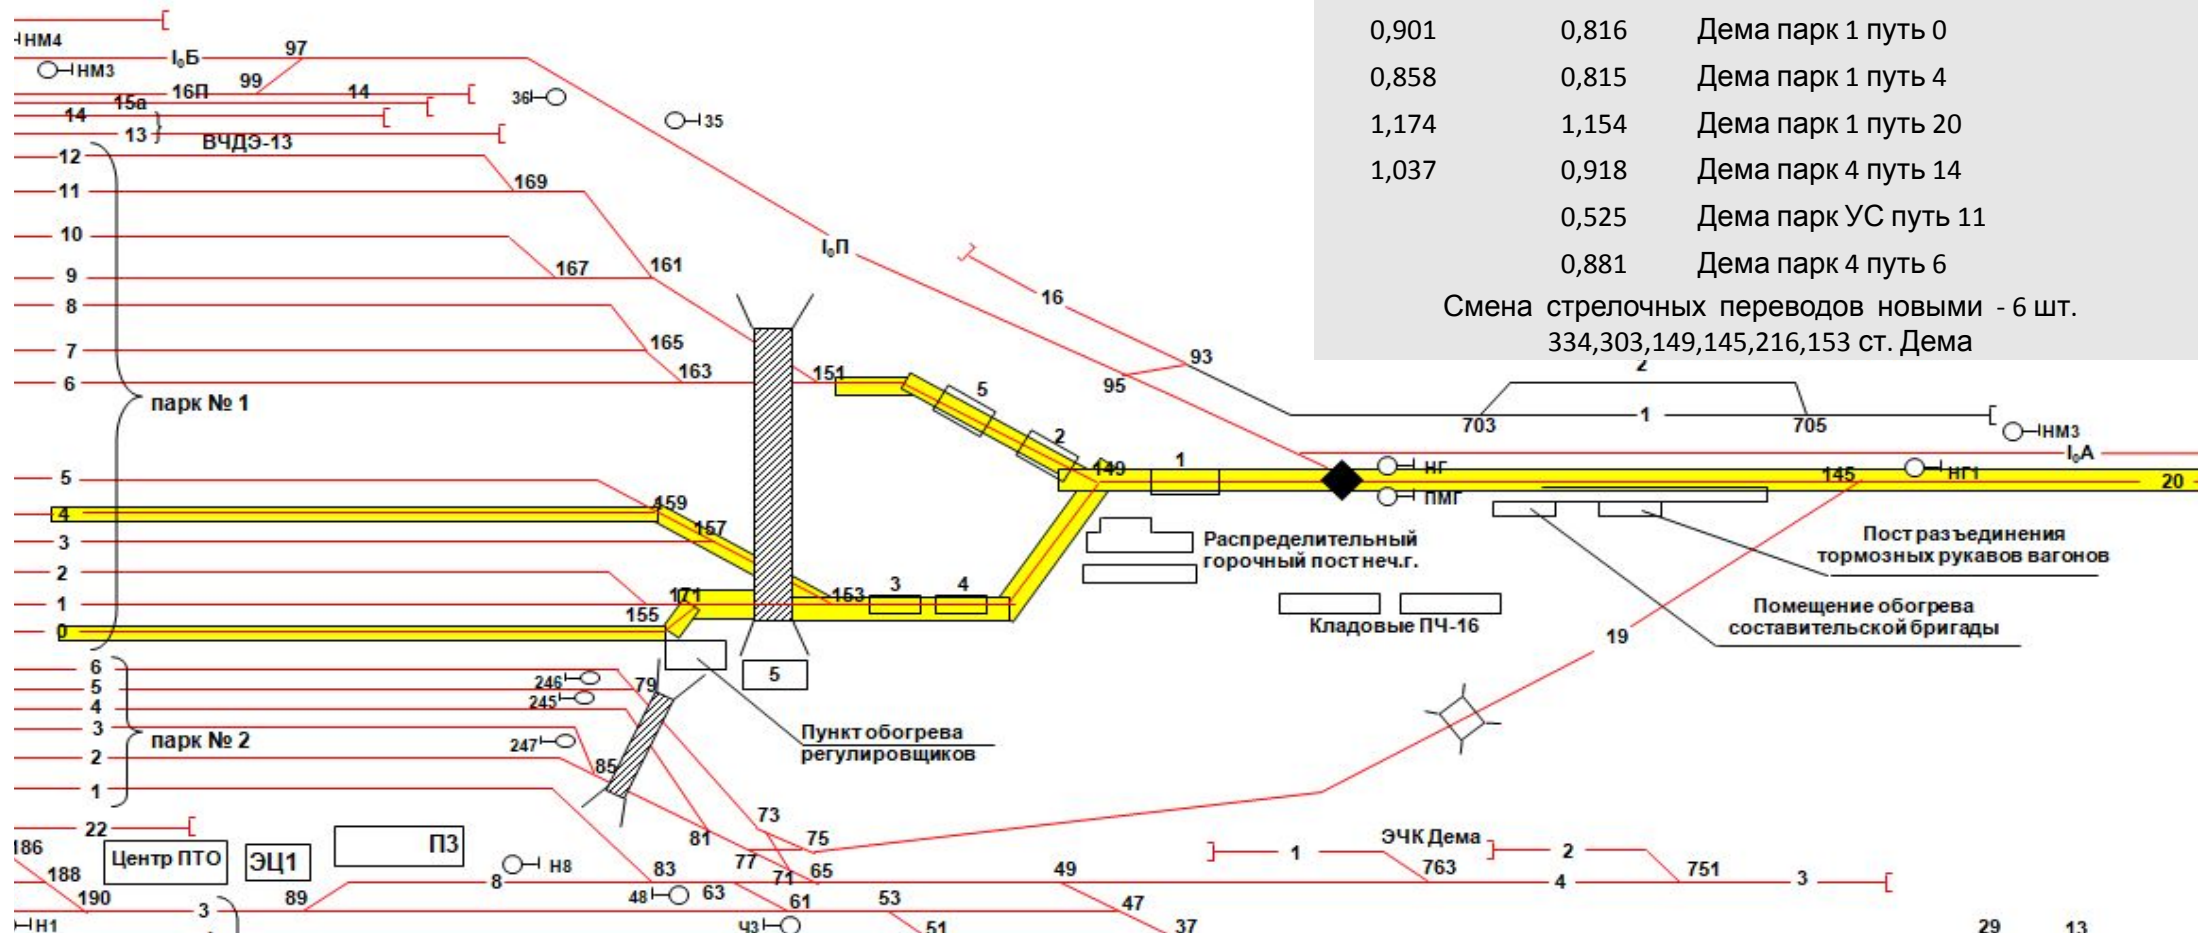 0,901 0,816 Дема парк 1 путь 0
0,858 0,815 Дема парк 1 путь 4
1,174 1,154 Дема парк 1 путь 20
1,037 0,918 Дема парк 4 путь 14
0,525 Дема парк УС путь 11
0,881 Дема парк 4 путь 6
Смена стрелочных переводов новыми - 6 шт.
334,303,149,145,216,153 ст. Дема
НМ4
I₀Б
97
НМ3
99
16П
14
15а
14
13
ВЧДЭ-13
36
35
12
11
169
10
9
167
161
8
7
165
6
163
151
парк № 1
I₀П
16
93
95
2
1
703
705
НМ3
I₀А
5
2
1
149
НГ
ПМГ
145
НГ1
20
5
4
159
157
3
2
1
171
155
153
3
4
0
Распределительный
горочный пост неч.г.
Кладовые ПЧ-16
Пост разъединения
тормозных рукавов вагонов
Помещение обогрева
составительской бригады
19
5
6
5
4
3
2
1
246
245
247
79
85
парк № 2
Пункт обогрева
регулировщиков
22
186
188
190
Центр ПТО
ЭЦ1
ПЗ
Н8
8
89
3
Н1
73
75
81
77
71
65
83
63
48
61
53
51
Ч3
49
47
37
ЭЧК Дема
1
2
763
4
751
3
29
13